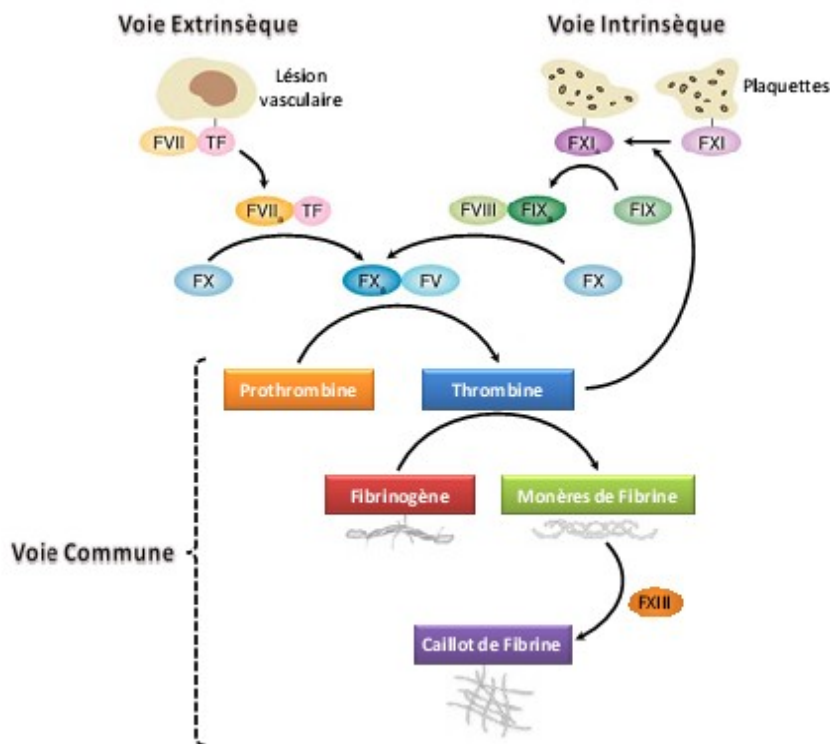 Voie Extrinsèque
Voie Intrinsèque
Lésion
vasculaire
Plaquettes
FVII TF
FXIa
FXI
FVIIa TF
FVIII FIXa
FIX
FX
FXa FV
FX
Prothrombine
Thrombine
Fibrinogène
Monères de Fibrine
Voie Commune
FXIII
Caillot de Fibrine